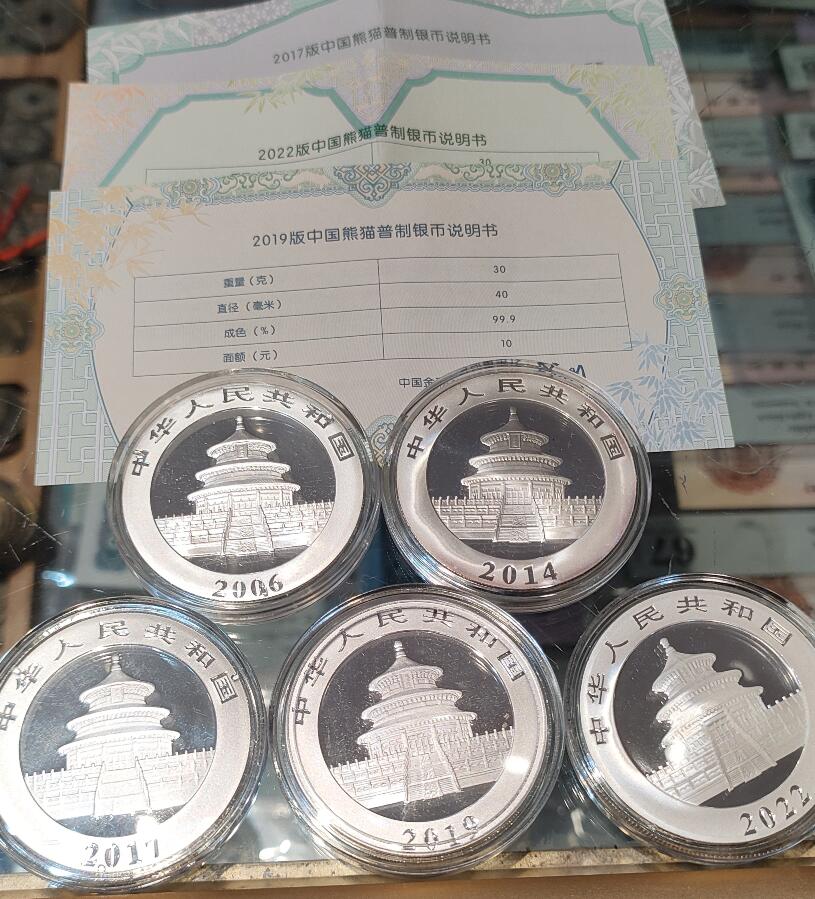 2017版中国熊猫普制银币说明书
2022版中国熊猫普制银币说明书
30
2019版中国熊猫普制银币说明书
重量（克） 30
直径（毫米） 40
成色（%） 99.9
面额（元） 10
中国金
中华人民共和国
2006
中华人民共和国
2014
中华人民共和国
2017
中华人民共和国
2019
中华人民共和国
2022